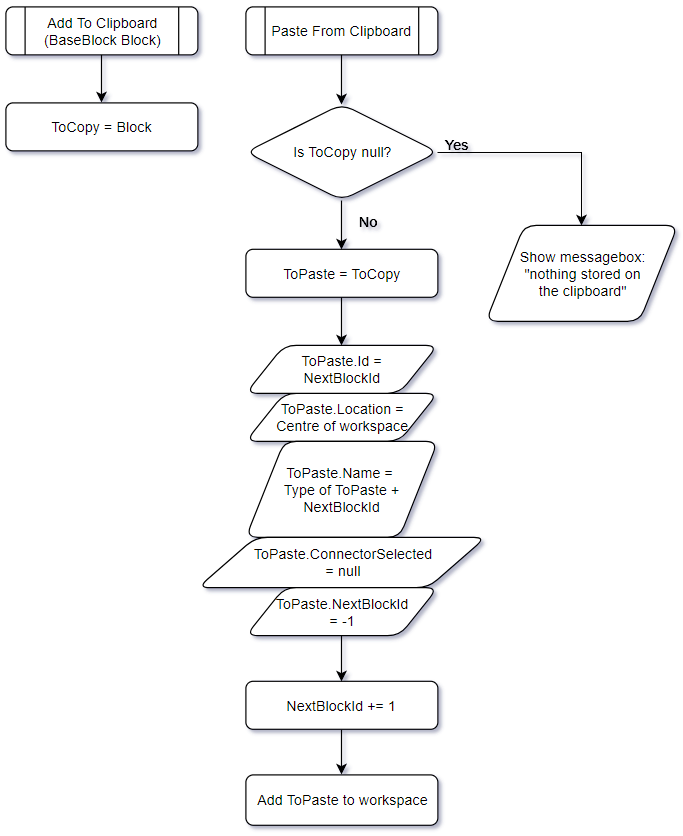 Add To Clipboard
(BaseBlock Block)
ToCopy = Block
Paste From Clipboard
Is ToCopy null?
Yes
No
Show messagebox:
"nothing stored on
the clipboard"
ToPaste = ToCopy
ToPaste.Id =
NextBlockId
ToPaste.Location =
Centre of workspace
ToPaste.Name =
Type of ToPaste +
NextBlockId
ToPaste.ConnectorSelected
= null
ToPaste.NextBlockId
= -1
NextBlockId += 1
Add ToPaste to workspace